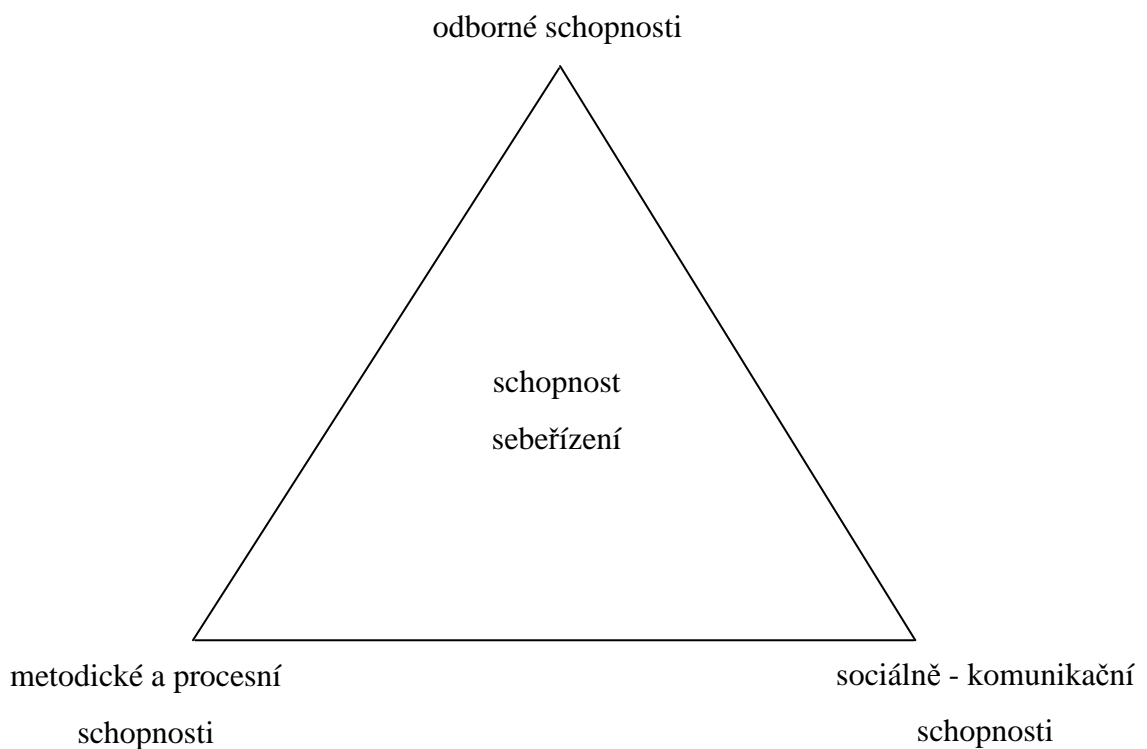 odborné schopnosti
schopnost
sebeřízení
metodické a procesní
schopnosti
sociálně - komunikační
schopnosti